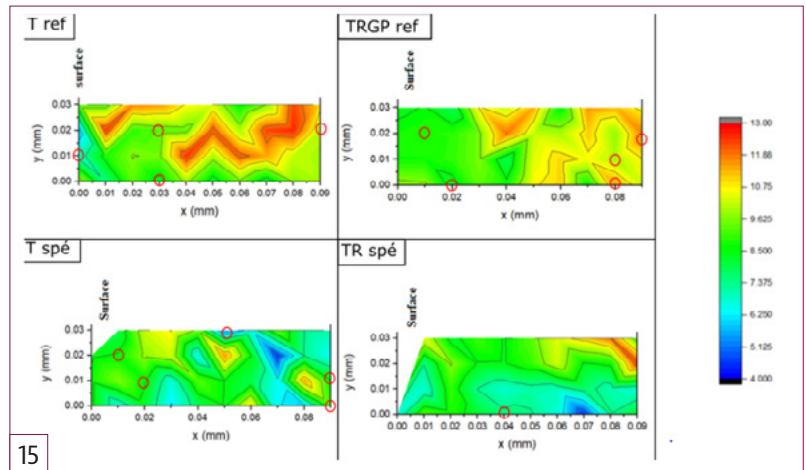 T ref
surface
0.03
0.02
0.01
0.00
y (mm)
0.00 0.01 0.02 0.03 0.04 0.05 0.06 0.07 0.08 0.09
x (mm)
TRGP ref
Surface
0.03
0.02
0.01
0.00
y (mm)
0.00 0.02 0.04 0.06 0.08
x (mm)
T spé
Surface
0.03
0.02
0.01
0.00
y (mm)
0.00 0.02 0.04 0.06 0.08
x (mm)
TR spé
Surface
0.03
0.02
0.01
0.00
y (mm)
0.00 0.01 0.02 0.03 0.04 0.05 0.06 0.07 0.08 0.09
x (mm)
13.00
11.88
10.75
9.625
8.500
7.375
6.250
5.125
4.000
15